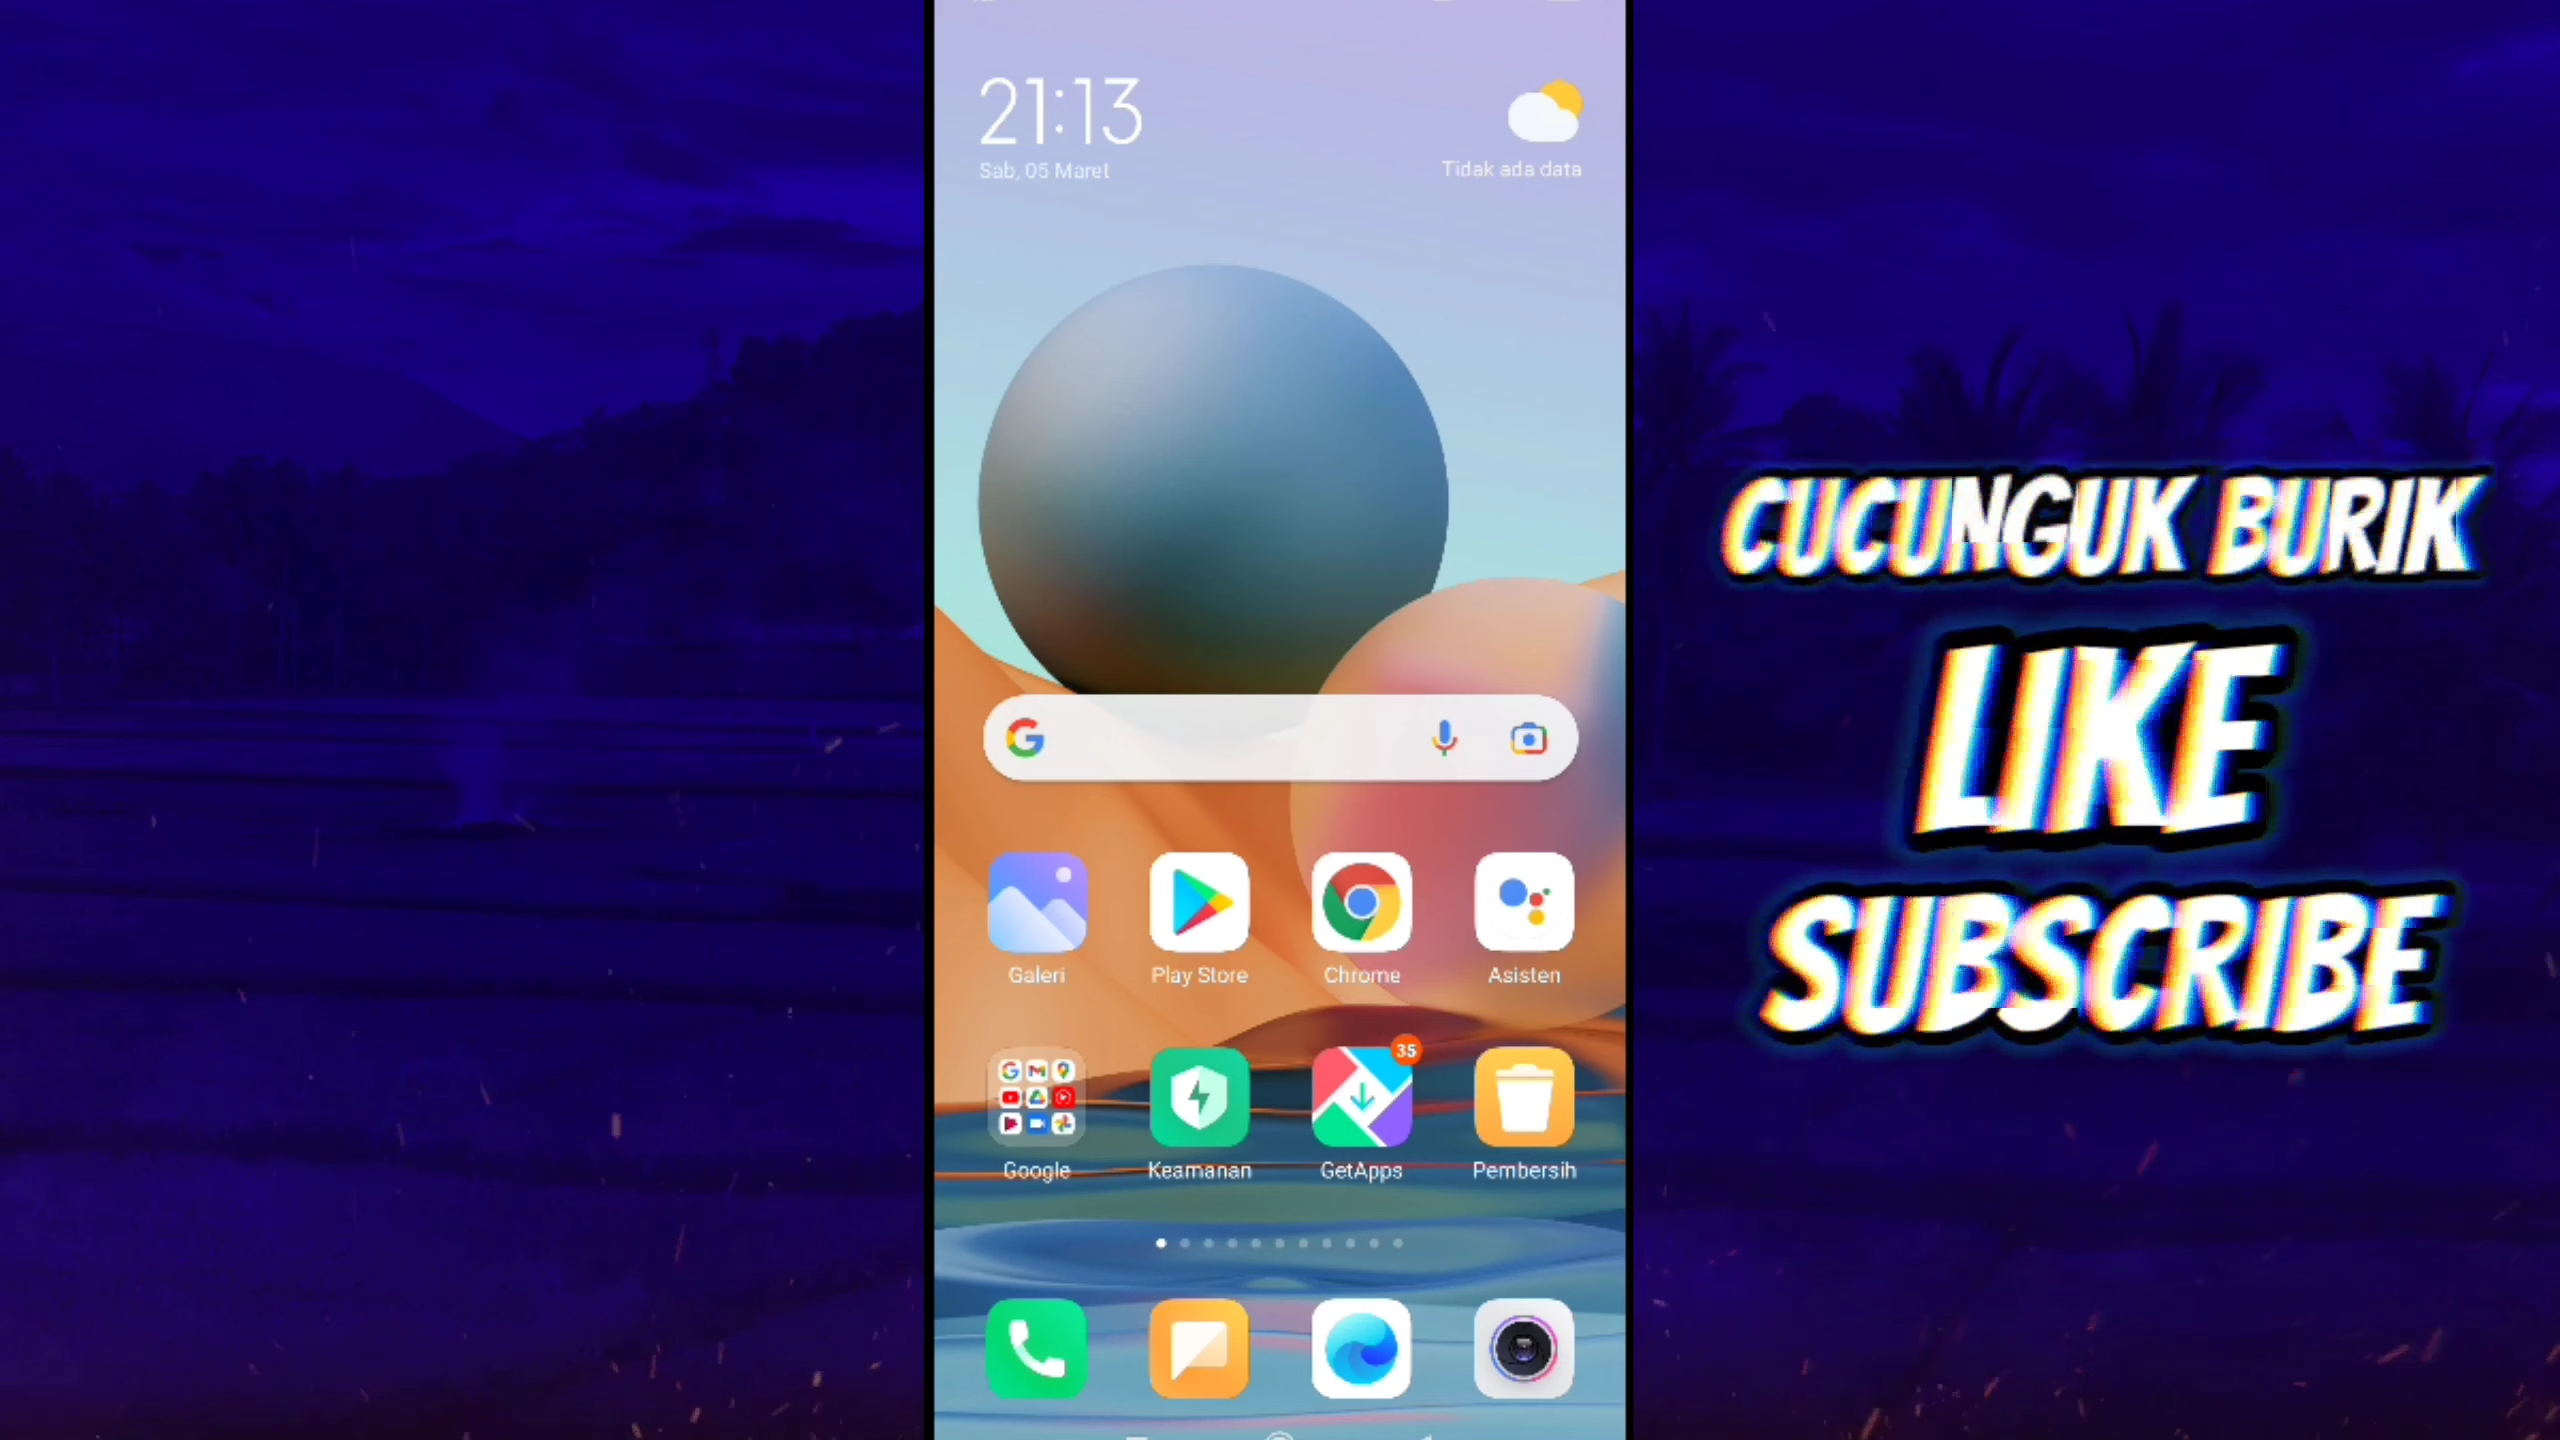 21:13
Sab, 05 Maret
Tidak ada data
CUCUNGUK BURIK
LIKE
SUBSCRIBE
Galeri
Play Store
Chrome
Asisten
35
Google
Keamanan
GetApps
Pembersih